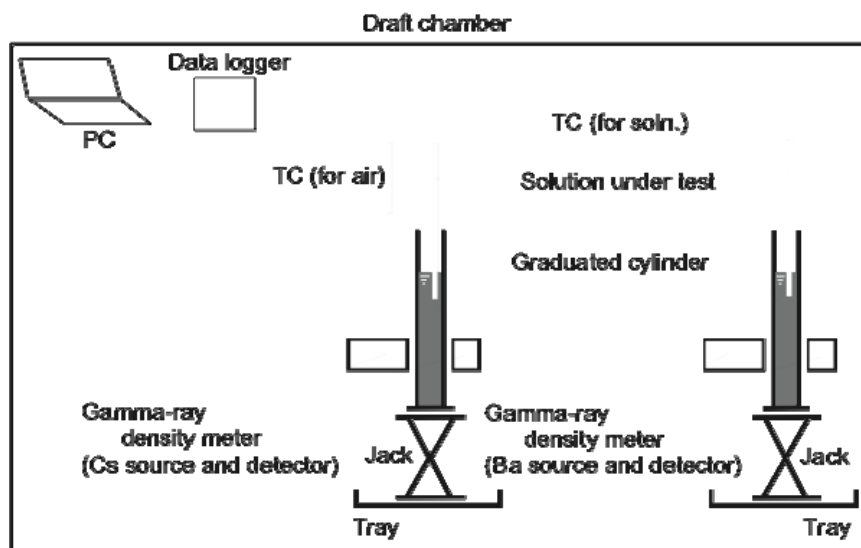 Draft chamber
Data logger
PC
TC (for soln.)
TC (for air)
Solution under test
Graduated cylinder
Gamma-ray
density meter
(Cs source and detector)
Jack
Gamma-ray
density meter
(Ba source and detector)
Jack
Tray
Tray